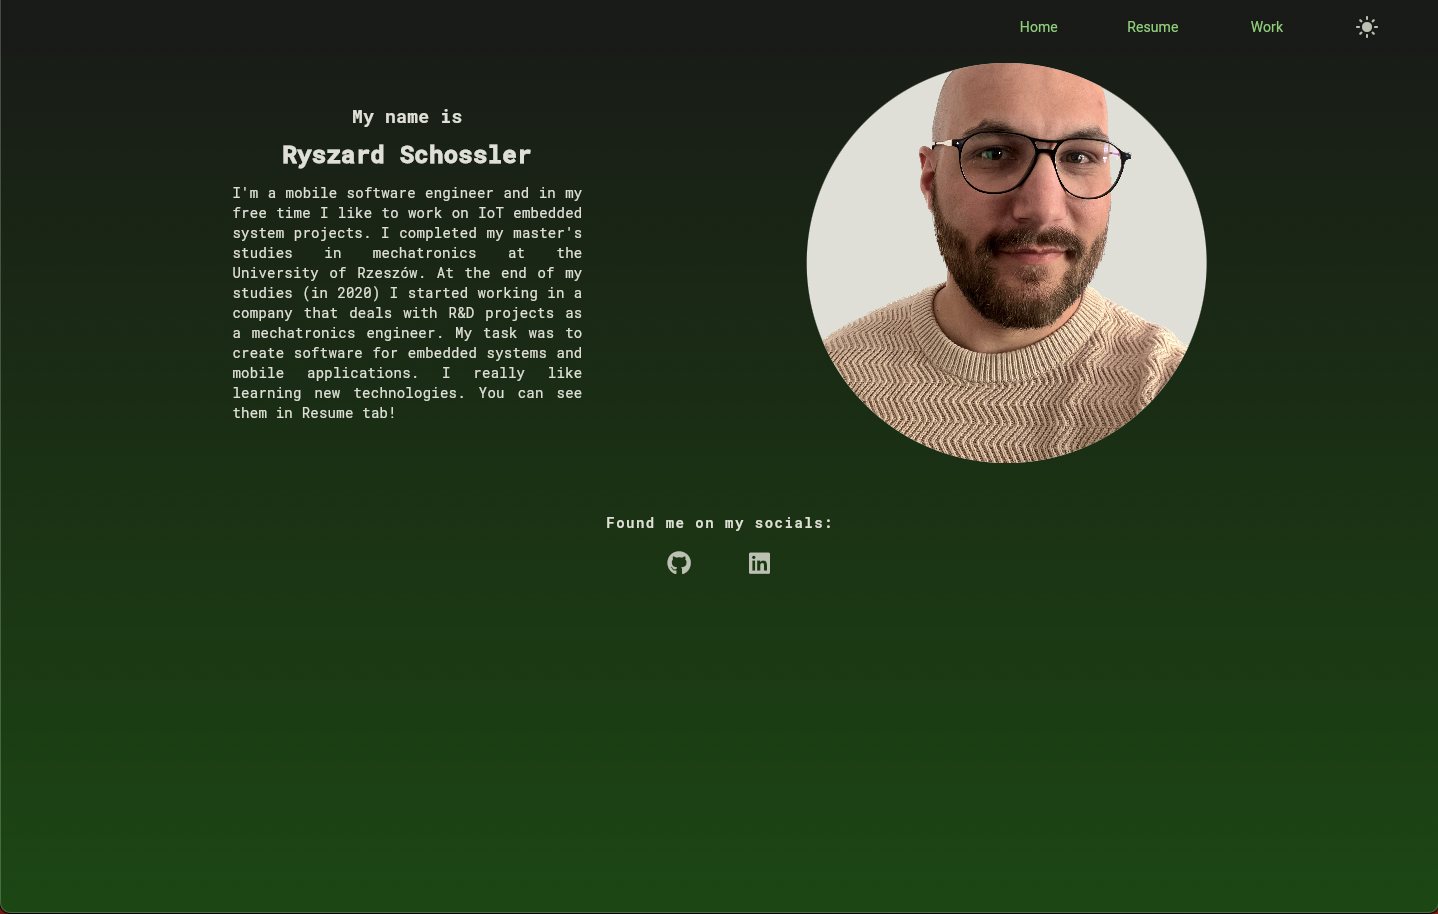 Home Resume Work
My name is
Ryszard Schossler
I'm a mobile software engineer and in my
free time I like to work on IoT embedded
system projects. I completed my master's
studies in mechatronics at the
University of Rzeszów. At the end of my
studies (in 2020) I started working in a
company that deals with R&D projects as
a mechatronics engineer. My task was to
create software for embedded systems and
mobile applications. I really like
learning new technologies. You can see
them in Resume tab!
Found me on my socials:
in